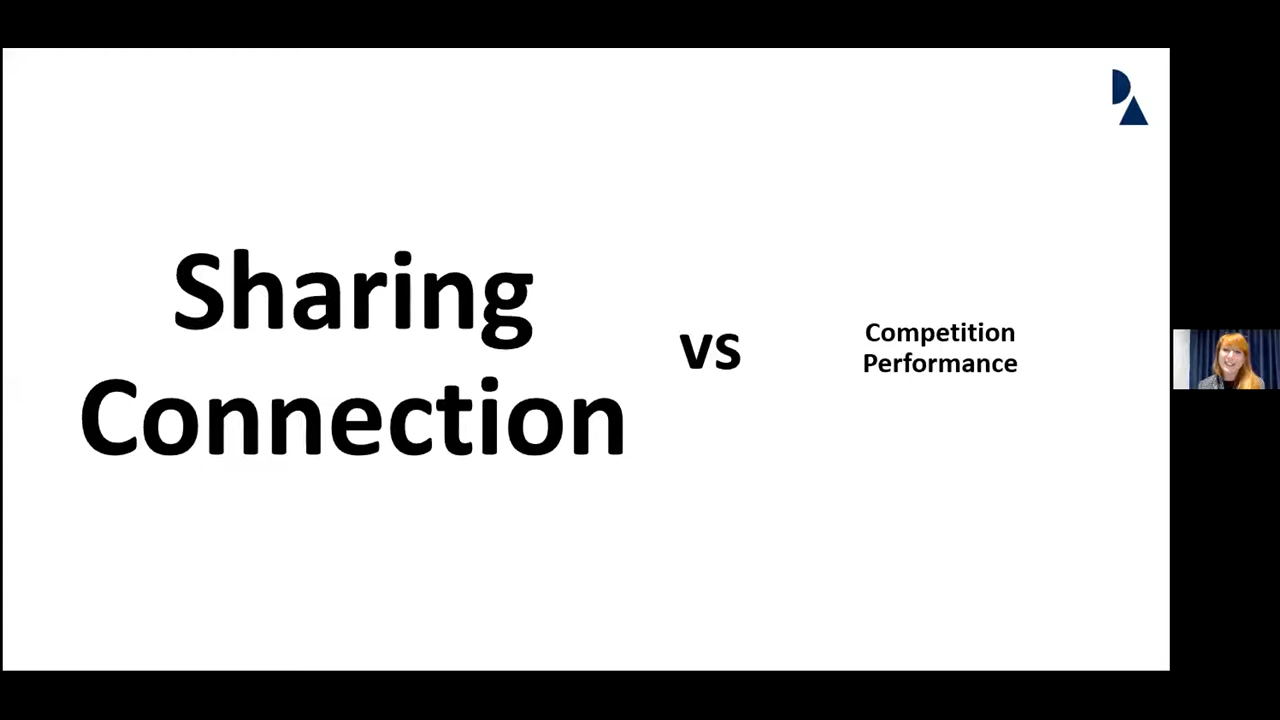 Sharing
Connection
vs
Competition
Performance